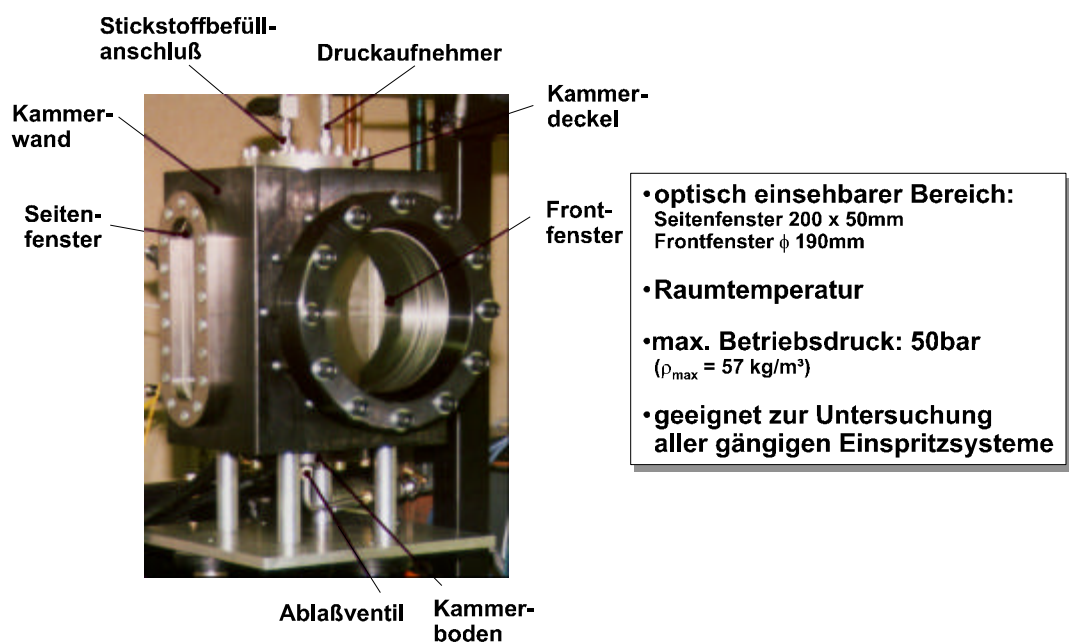 Stickstoffbefüll-
anschluß
Druckaufnehmer
Kammer-
deckel
Kammer-
wand
Seiten-
fenster
Front-
fenster
•optisch einsehbarer Bereich:
Seitenfenster 200 x 50mm
Frontfenster ϕ 190mm
•Raumtemperatur
•max. Betriebsdruck: 50bar
(ρmax = 57 kg/m³)
•geeignet zur Untersuchung
aller gängigen Einspritzsysteme
Ablaßventil
Kammer-
boden